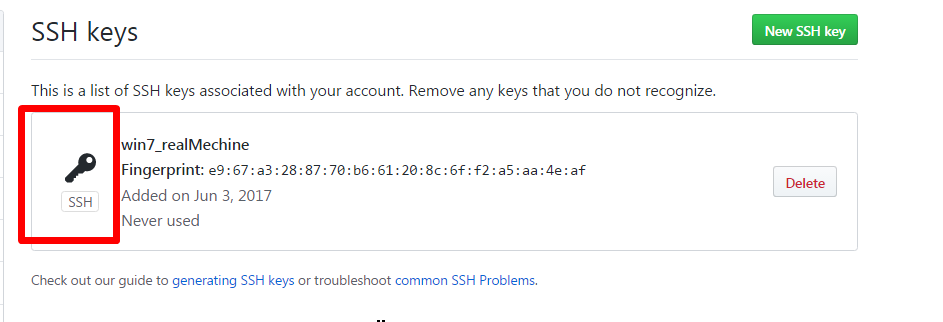 SSH keys
New SSH key
This is a list of SSH keys associated with your account. Remove any keys that you do not recognize.
win7_realMechine
Fingerprint: e9:67:a3:28:87:70:b6:61:20:8c:6f:f2:a5:aa:4e:af
SSH
Added on Jun 3, 2017
Never used
Delete
Check out our guide to generating SSH keys or troubleshoot common SSH Problems.